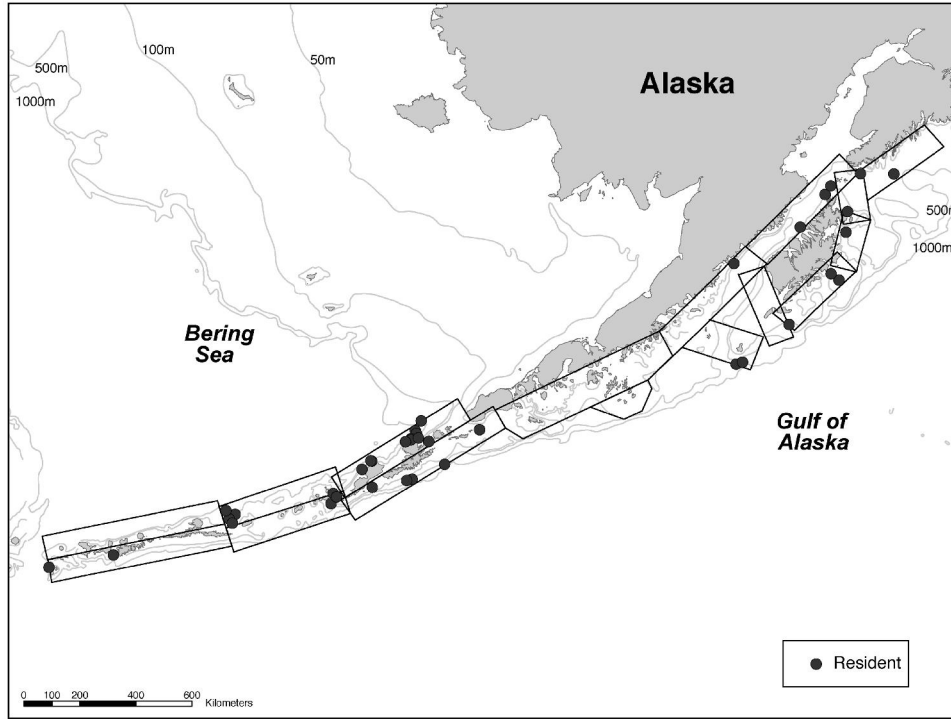 100m
500m
1000m
50m
Alaska
500m
1000m
Bering
Sea
Gulf of
Alaska
Resident
0 100 200 400 600
Kilometers